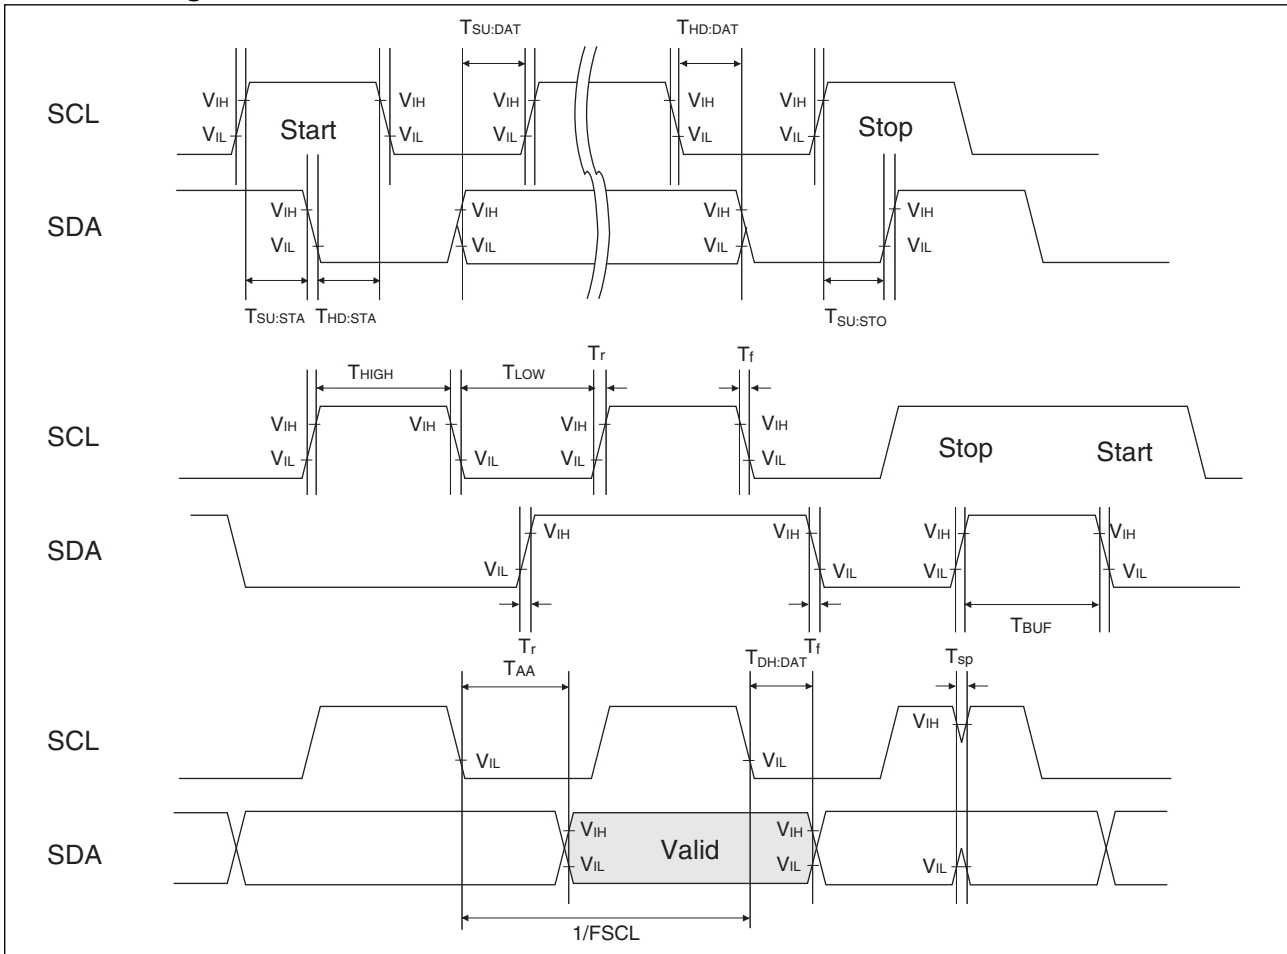 TSU:DAT THD:DAT
SCL VIH VIH VIH VIH VIH
Start Stop
VIL VIL VIL VIL VIL
SDA VIH VIH VIH VIH
VIL VIL VIL VIL
TSU:STA THD:STA TSU:STO
Tr Tf
THIGH TLOW
SCL VIH VIH VIH VIH
Stop Start
VIL VIL VIL VIL
SDA VIH VIH VIH VIH
VIL VIL VIL VIL
TBUF
Tr Tf
TAA TDH:DAT Tsp
SCL VIH
VIL VIL
SDA VIH VIH
Valid
VIL VIL VIL
1/FSCL